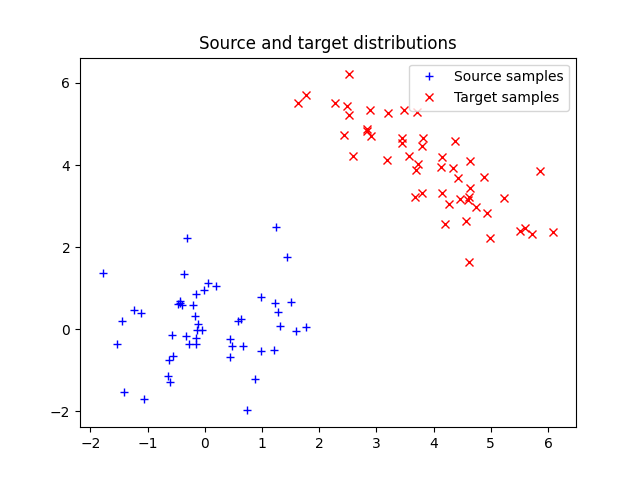 Source and target distributions
Source samples
Target samples
6
4
2
0
−2
−2 −1 0 1 2 3 4 5 6